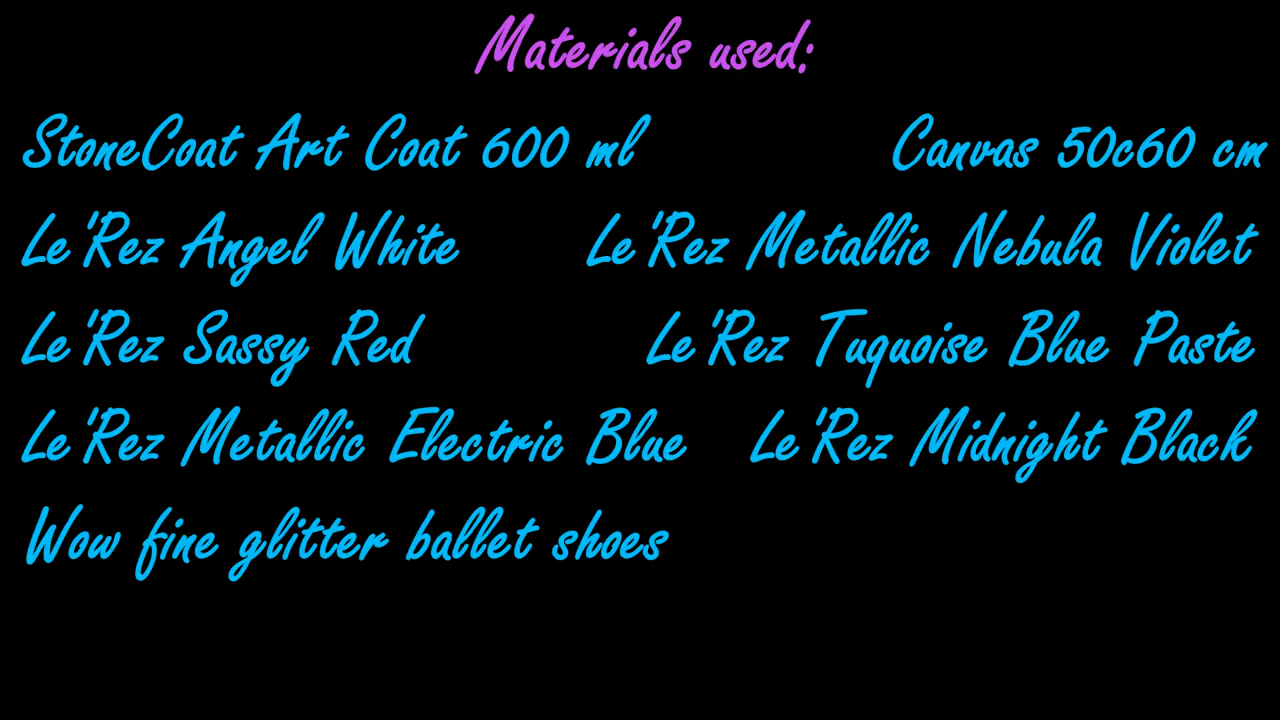 Materials used:
StoneCoat Art Coat 600 ml Canvas 50c60 cm
Le'Rez Angel White Le'Rez Metallic Nebula Violet
Le'Rez Sassy Red Le'Rez Tuquoise Blue Paste
Le'Rez Metallic Electric Blue Le'Rez Midnight Black
Wow fine glitter ballet shoes